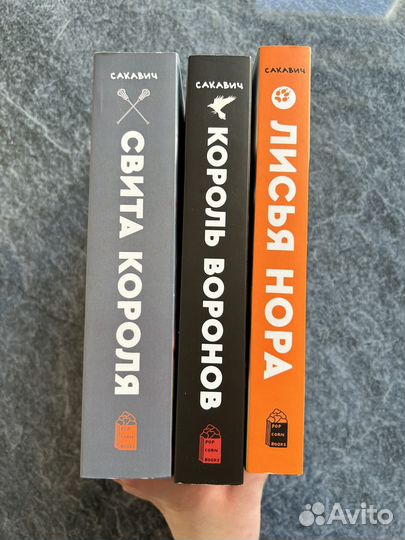 САКАВИЧ
СВИТА КОРОЛЯ
POP
CORN
BOOKS
САКАВИЧ
КОРОЛЬ ВОРОНОВ
POP
CORN
BOOKS
САКАВИЧ
ЛИСЬЯ НОРА
POP
CORN
BOOKS
Avito